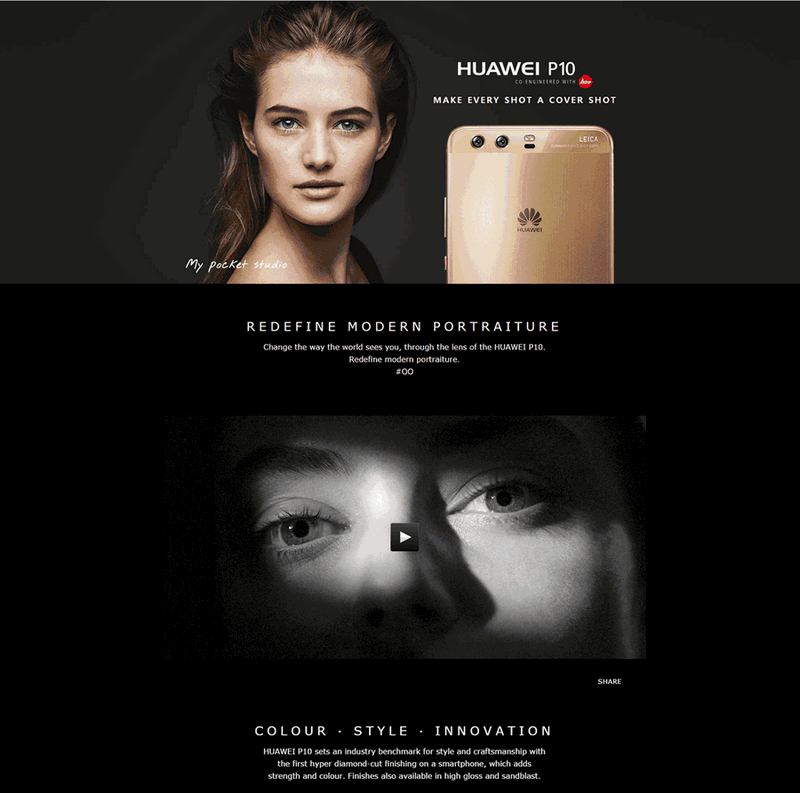 HUAWEI P10
CO-ENGINEERED WITH Leica
MAKE EVERY SHOT A COVER SHOT
LEICA
HUAWEI
My pocket studio
REDEFINE MODERN PORTRAITURE
Change the way the world sees you, through the lens of the HUAWEI P10.
Redefine modern portraiture.
#OO
SHARE
COLOUR · STYLE · INNOVATION
HUAWEI P10 sets an industry benchmark for style and craftsmanship with
the first hyper diamond-cut finishing on a smartphone, which adds
strength and colour. Finishes also available in high gloss and sandblast.